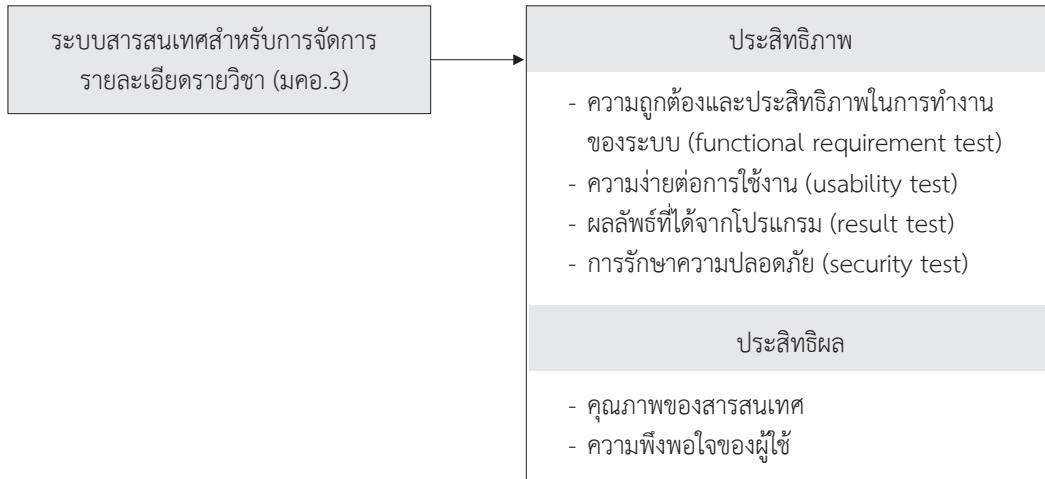 ระบบสารสนเทศสำหรับการจัดการ
รายละเอียดรายวิชา (มคอ.3)
ประสิทธิภาพ
- ความถูกต้องและประสิทธิภาพในการทำงาน
ของระบบ (functional requirement test)
- ความง่ายต่อการใช้งาน (usability test)
- ผลลัพธ์ที่ได้จากโปรแกรม (result test)
- การรักษาความปลอดภัย (security test)
ประสิทธิผล
- คุณภาพของสารสนเทศ
- ความพึงพอใจของผู้ใช้